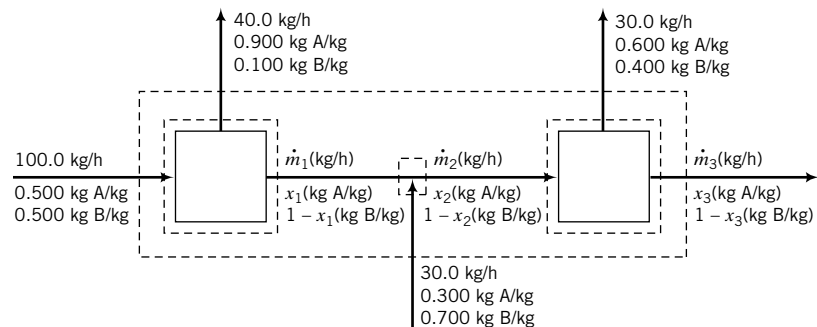 40.0 kg/h
0.900 kg A/kg
0.100 kg B/kg
30.0 kg/h
0.600 kg A/kg
0.400 kg B/kg
100.0 kg/h
0.500 kg A/kg
0.500 kg B/kg
ṁ₁(kg/h)
x₁(kg A/kg)
1 – x₁(kg B/kg)
ṁ₂(kg/h)
x₂(kg A/kg)
1 – x₂(kg B/kg)
ṁ₃(kg/h)
x₃(kg A/kg)
1 – x₃(kg B/kg)
30.0 kg/h
0.300 kg A/kg
0.700 kg B/kg